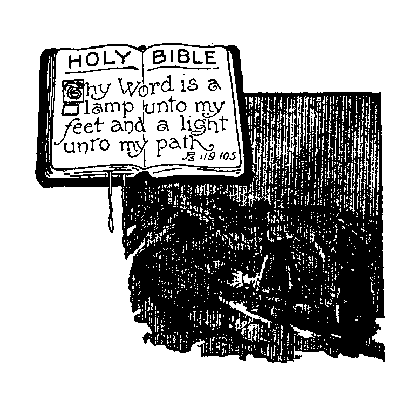 HOLY BIBLE
Thy Word is a
lamp unto my
feet and a light
unto my path
Ps 119 105